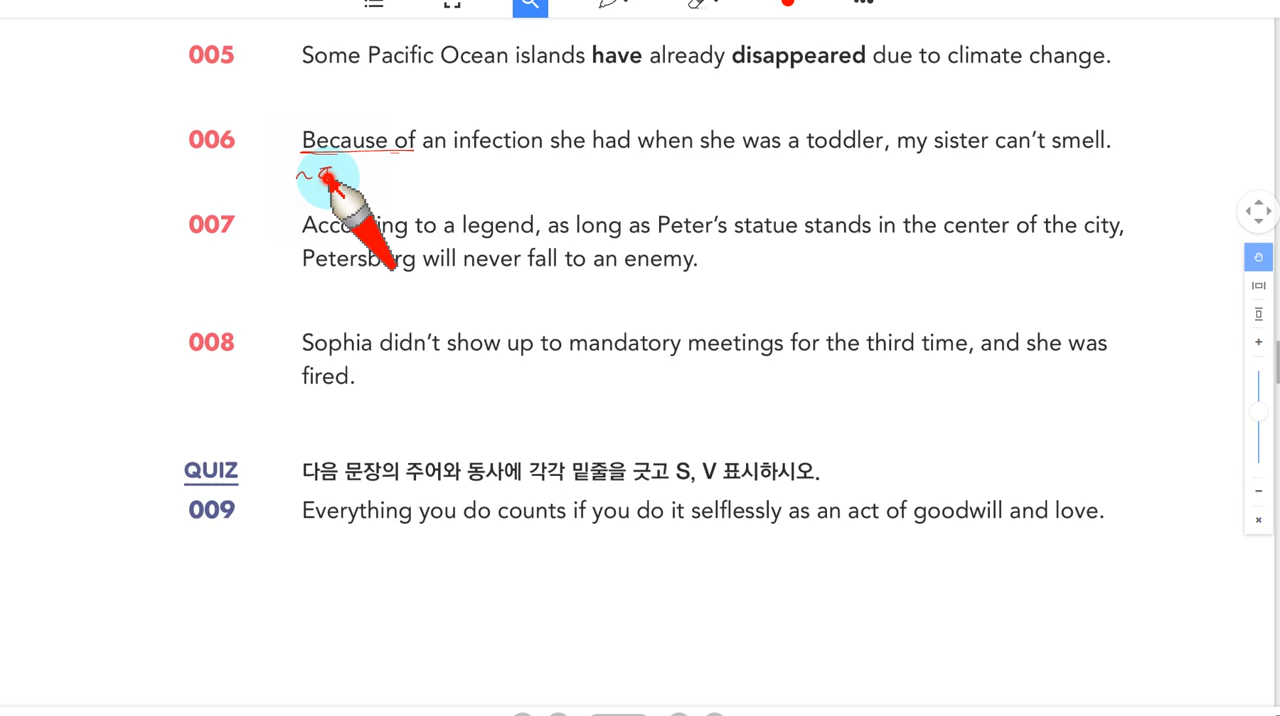 005 Some Pacific Ocean islands have already disappeared due to climate change.
006 Because of an infection she had when she was a toddler, my sister can't smell.
007 According to a legend, as long as Peter's statue stands in the center of the city,
Petersburg will never fall to an enemy.
008 Sophia didn't show up to mandatory meetings for the third time, and she was
fired.
QUIZ 다음 문장의 주어와 동사에 각각 밑줄을 긋고 S, V 표시하시오.
009 Everything you do counts if you do it selflessly as an act of goodwill and love.